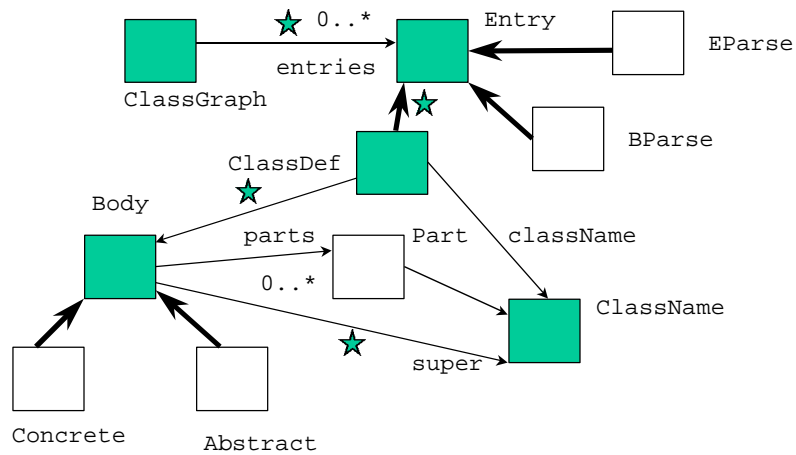 0..*
Entry
EParse
entries
ClassGraph
BParse
ClassDef
Body
parts
Part
className
0..*
ClassName
super
Concrete
Abstract